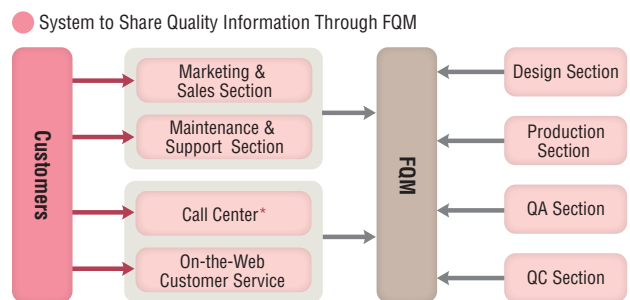 System to Share Quality Information Through FQM
Customers
Marketing &
Sales Section
Maintenance &
Support Section
Call Center*
On-the-Web
Customer Service
FQM
Design Section
Production
Section
QA Section
QC Section